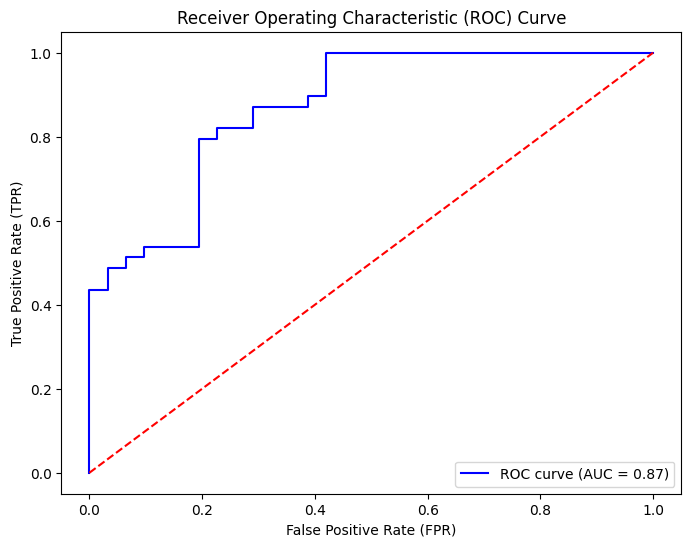 Receiver Operating Characteristic (ROC) Curve
True Positive Rate (TPR)
1.0
0.8
0.6
0.4
0.2
0.0
0.0 0.2 0.4 0.6 0.8 1.0
False Positive Rate (FPR)
ROC curve (AUC = 0.87)